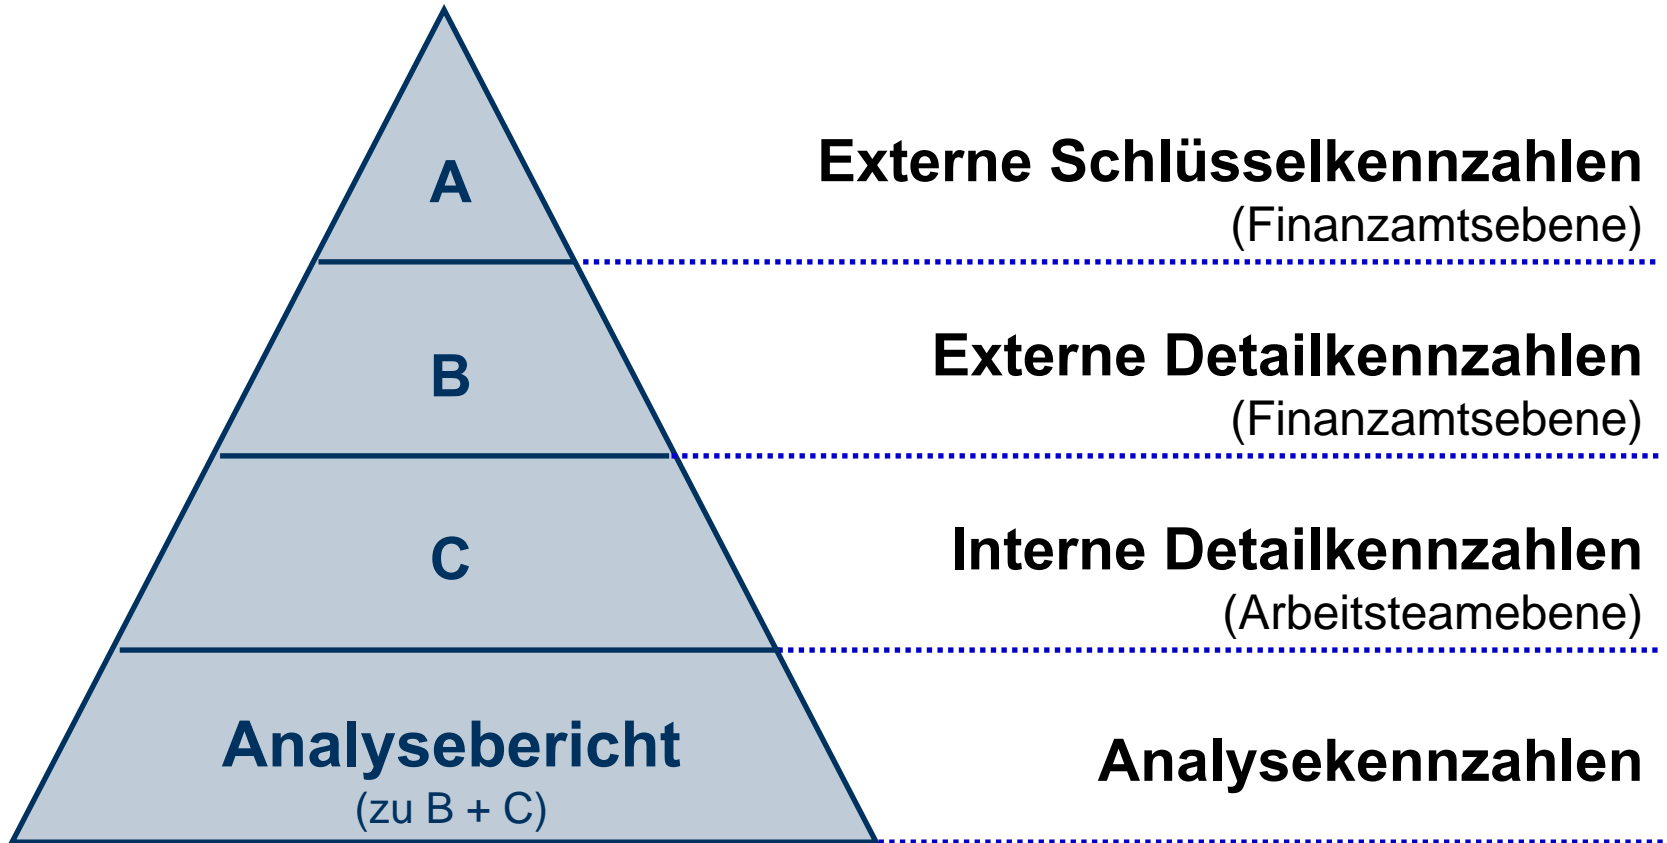 A
Externe Schlüsselkennzahlen
(Finanzamtsebene)
B
Externe Detailkennzahlen
(Finanzamtsebene)
C
Interne Detailkennzahlen
(Arbeitsteamebene)
Analysebericht
(zu B + C)
Analysekennzahlen